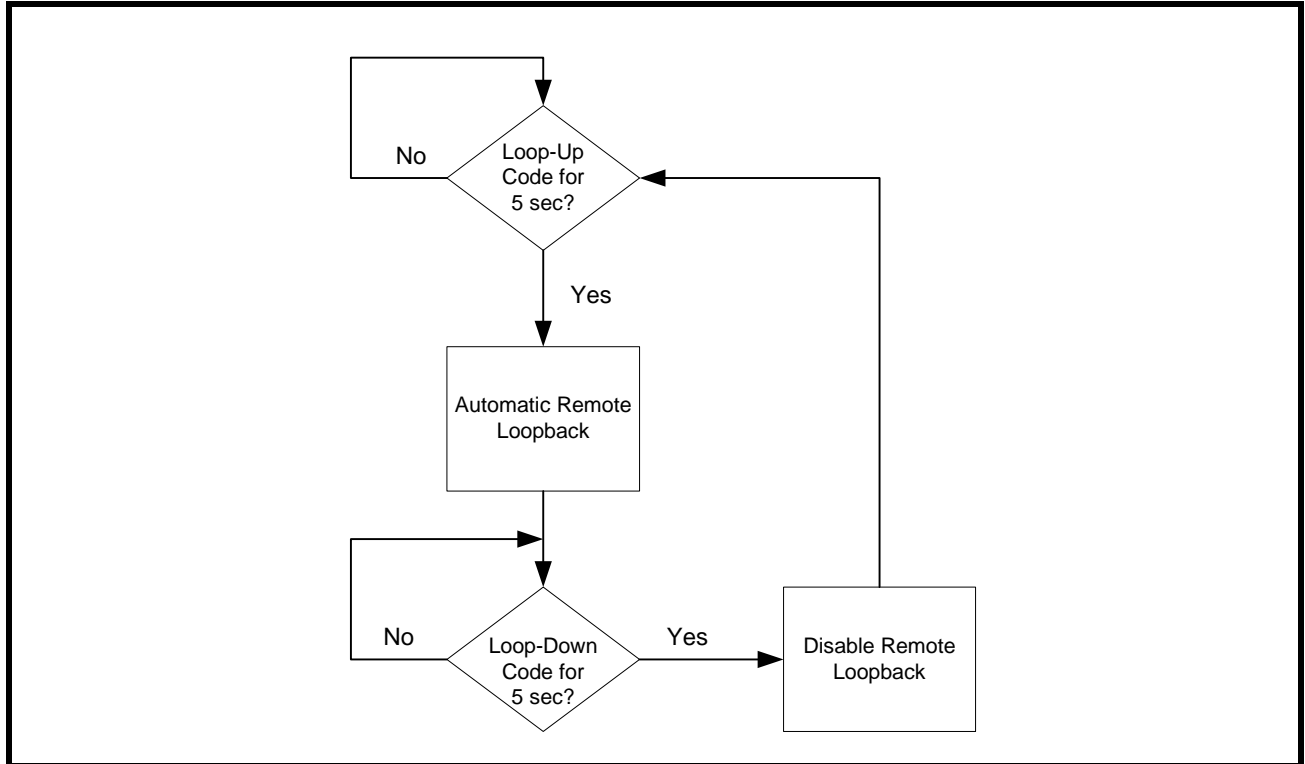 No
Loop-Up
Code for
5 sec?
Yes
Automatic Remote
Loopback
No
Loop-Down
Code for
5 sec?
Yes
Disable Remote
Loopback